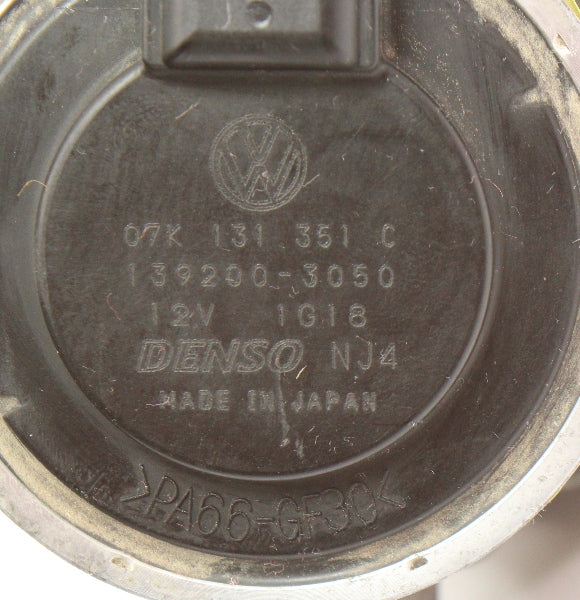 07K 131 351 C
139200-3050
12V 1G18
DENSO NJ4
MADE IN JAPAN
>PA66-GF30<